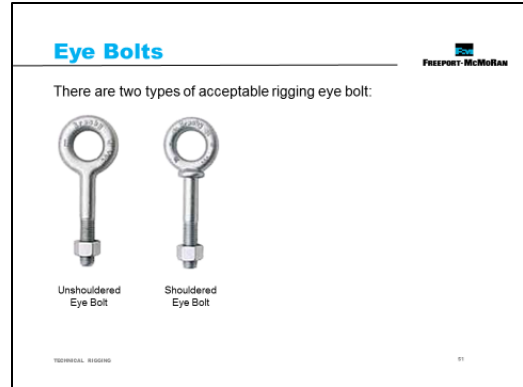 Eye Bolts
FCX
FREEPORT-MCMORAN
There are two types of acceptable rigging eye bolt:
Unshouldered
Eye Bolt
Shouldered
Eye Bolt
TECHNICAL RIGGING
51